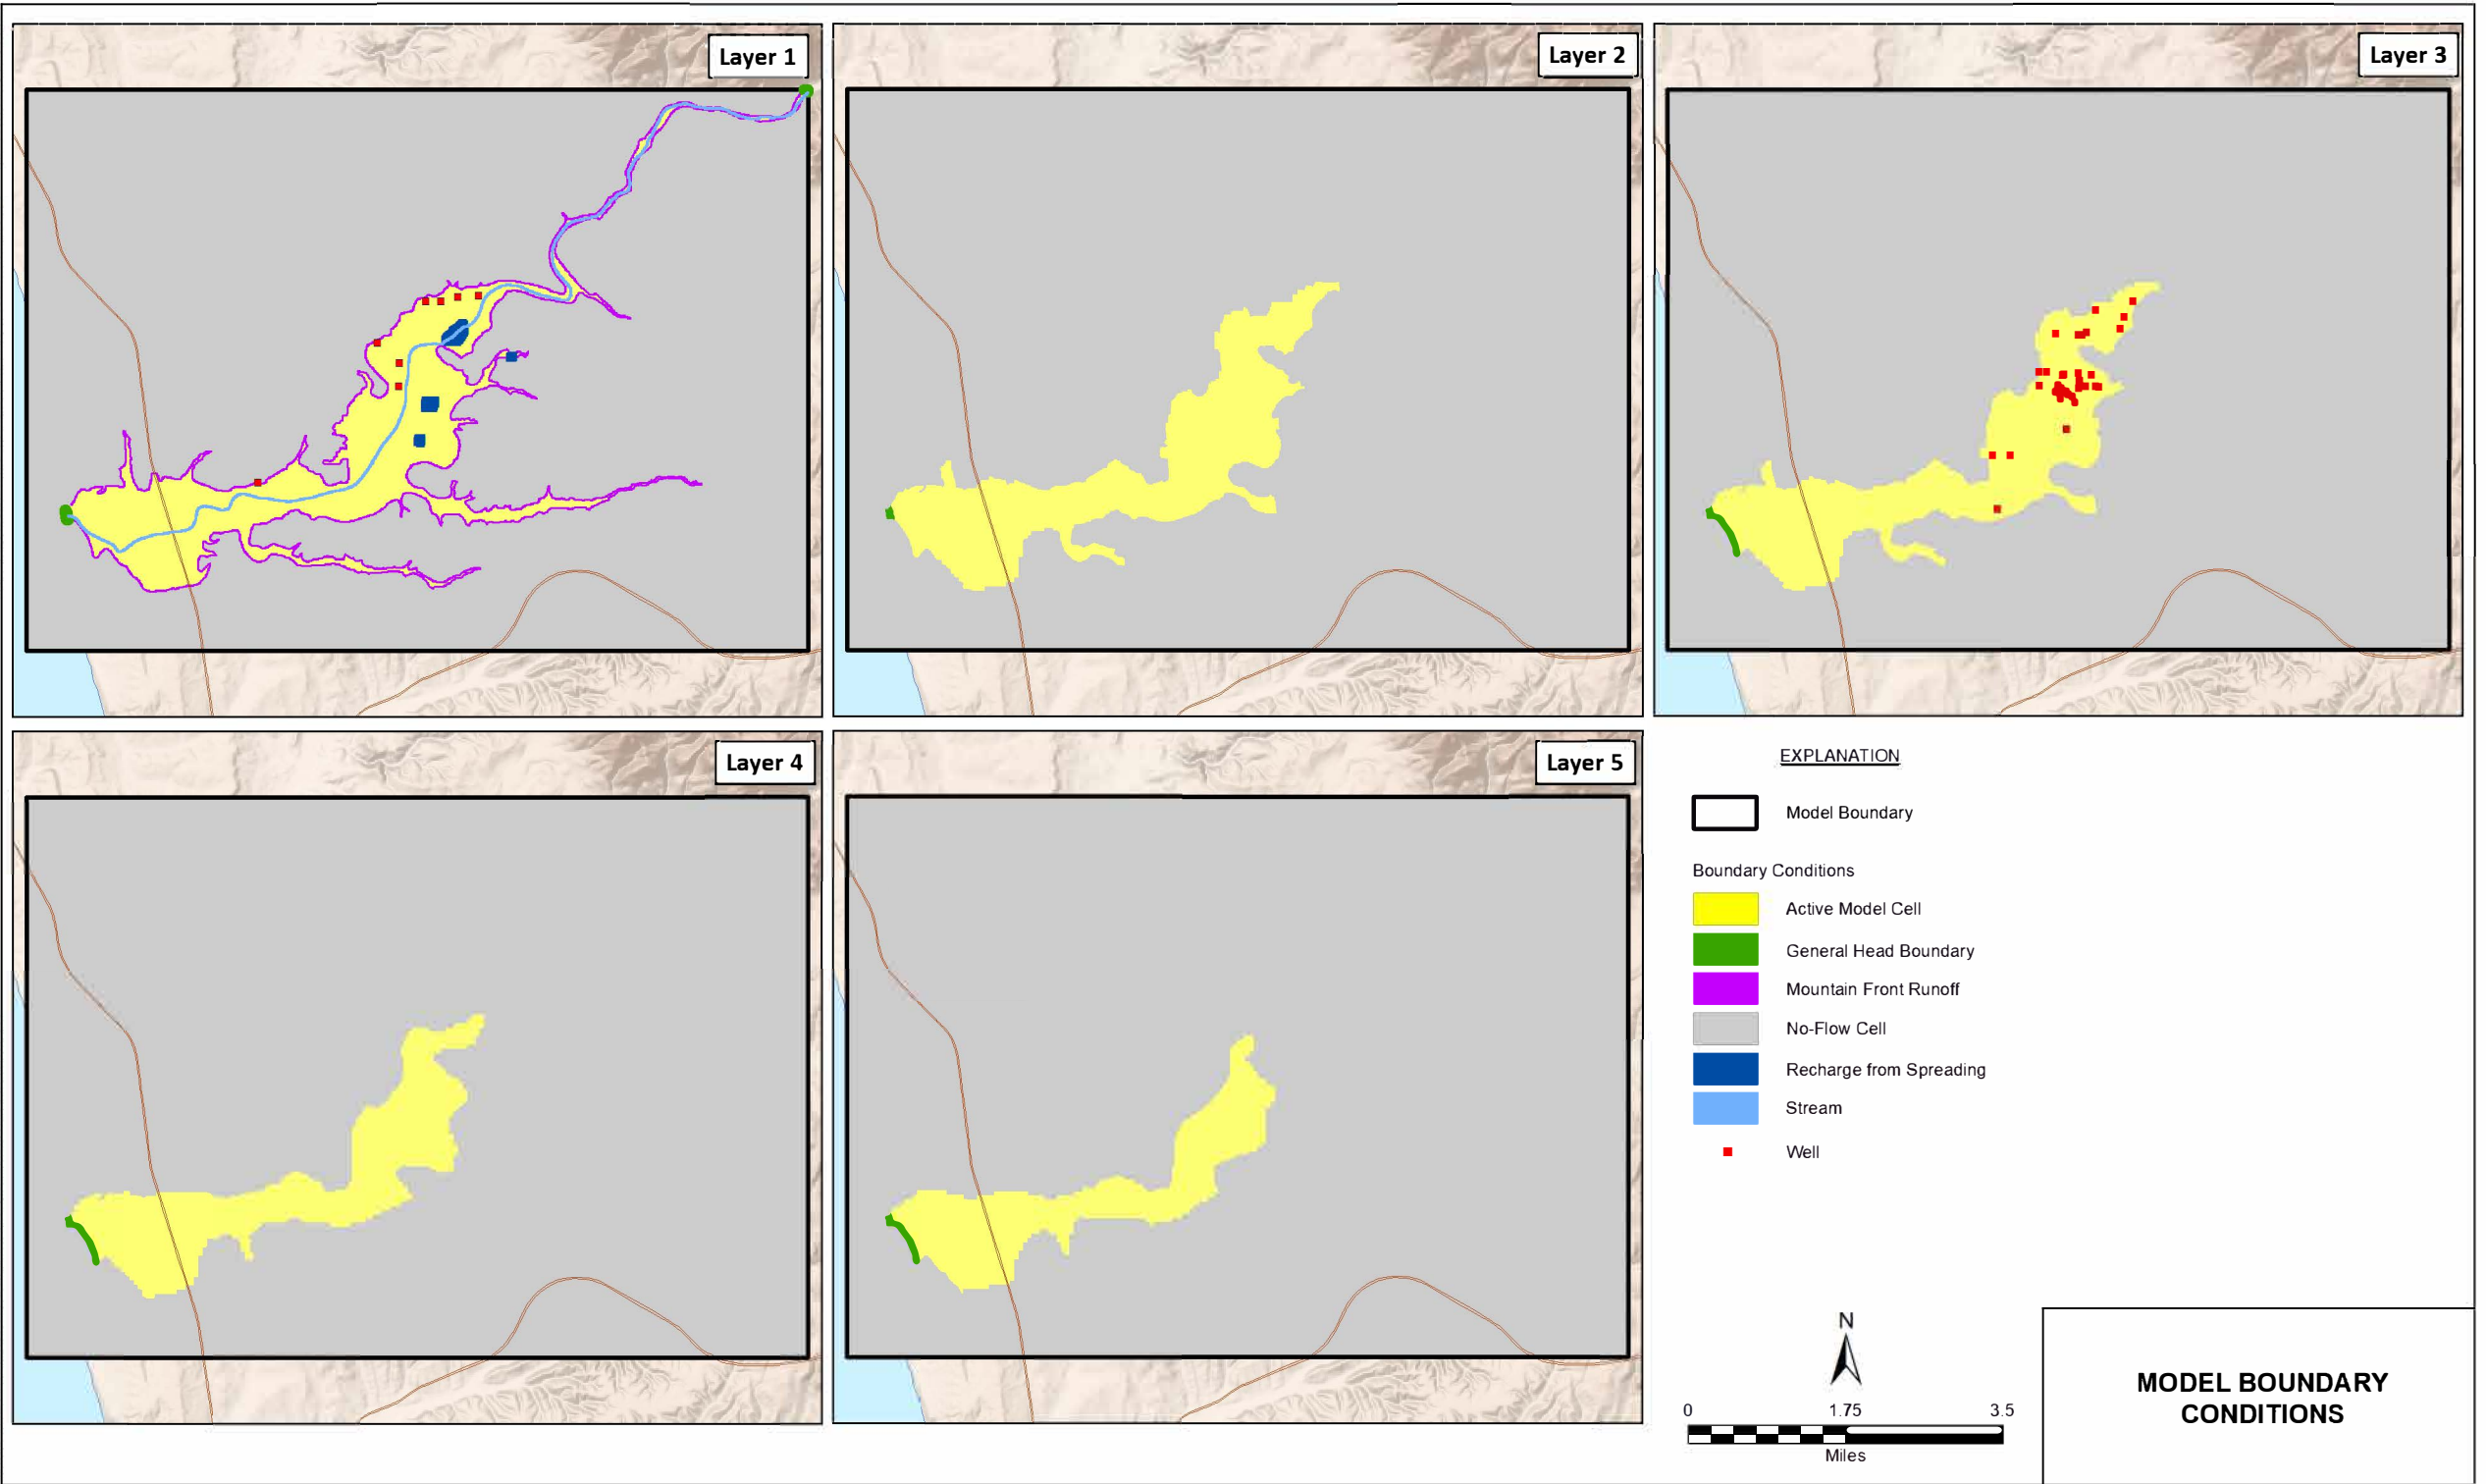 Layer 1
Layer 2
Layer 3
Layer 4
Layer 5
EXPLANATION
Model Boundary
Boundary Conditions
Active Model Cell
General Head Boundary
Mountain Front Runoff
No-Flow Cell
Recharge from Spreading
Stream
Well
N
0 1.75 3.5
Miles
MODEL BOUNDARY
CONDITIONS